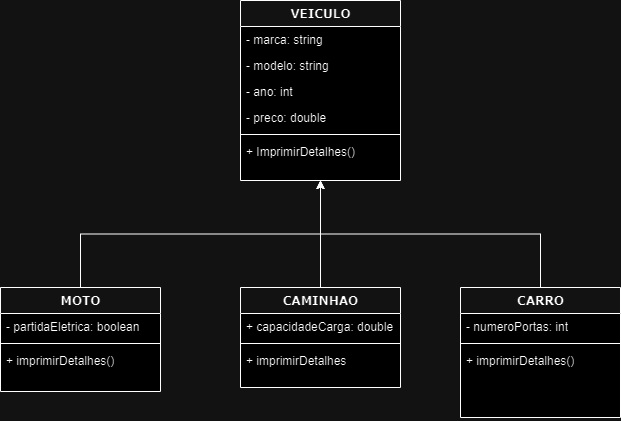 VEICULO
- marca: string
- modelo: string
- ano: int
- preco: double
+ ImprimirDetalhes()
MOTO
- partidaEletrica: boolean
+ imprimirDetalhes()
CAMINHAO
+ capacidadeCarga: double
+ imprimirDetalhes
CARRO
- numeroPortas: int
+ imprimirDetalhes()